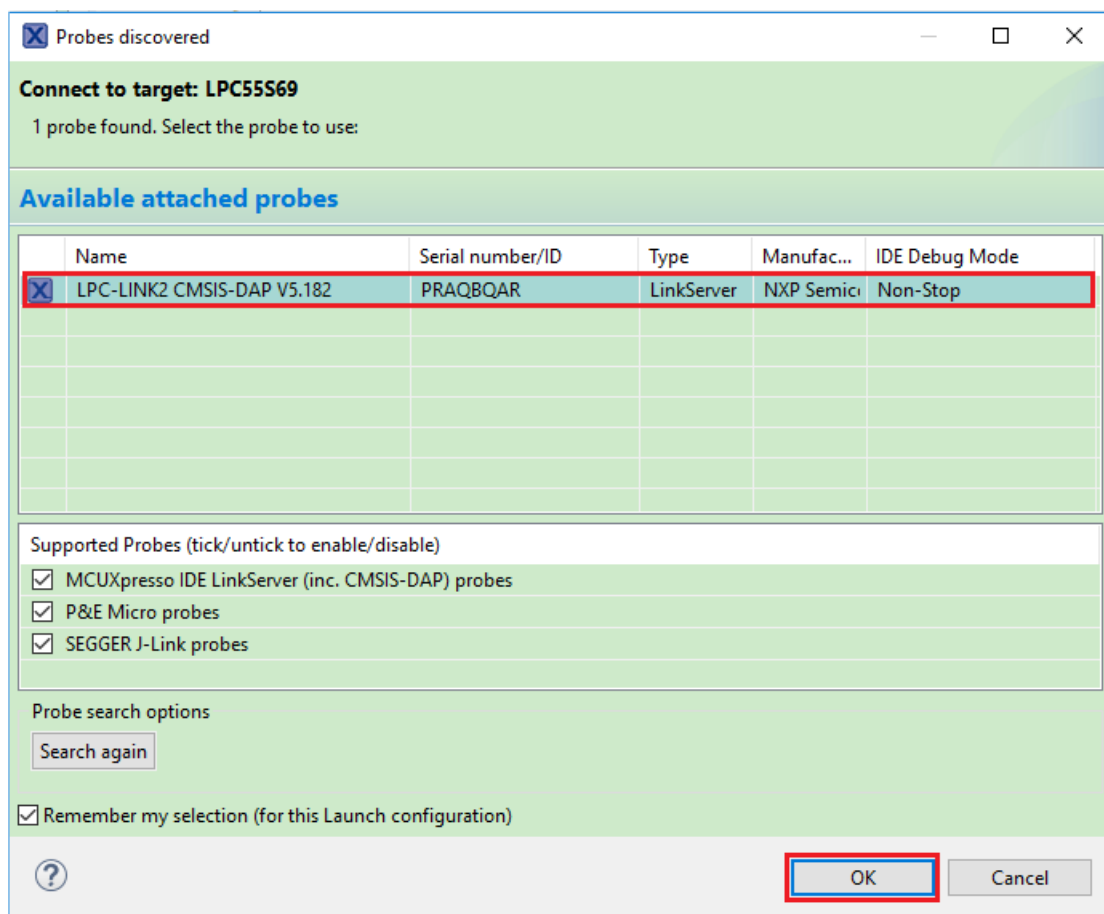 Probes discovered
Connect to target: LPC55S69
1 probe found. Select the probe to use:
Available attached probes
Name Serial number/ID Type Manufac... IDE Debug Mode
LPC-LINK2 CMSIS-DAP V5.182 PRAQBQAR LinkServer NXP Semic Non-Stop
Supported Probes (tick/untick to enable/disable)
MCUXpresso IDE LinkServer (inc. CMSIS-DAP) probes
P&E Micro probes
SEGGER J-Link probes
Probe search options
Search again
Remember my selection (for this Launch configuration)
OK Cancel